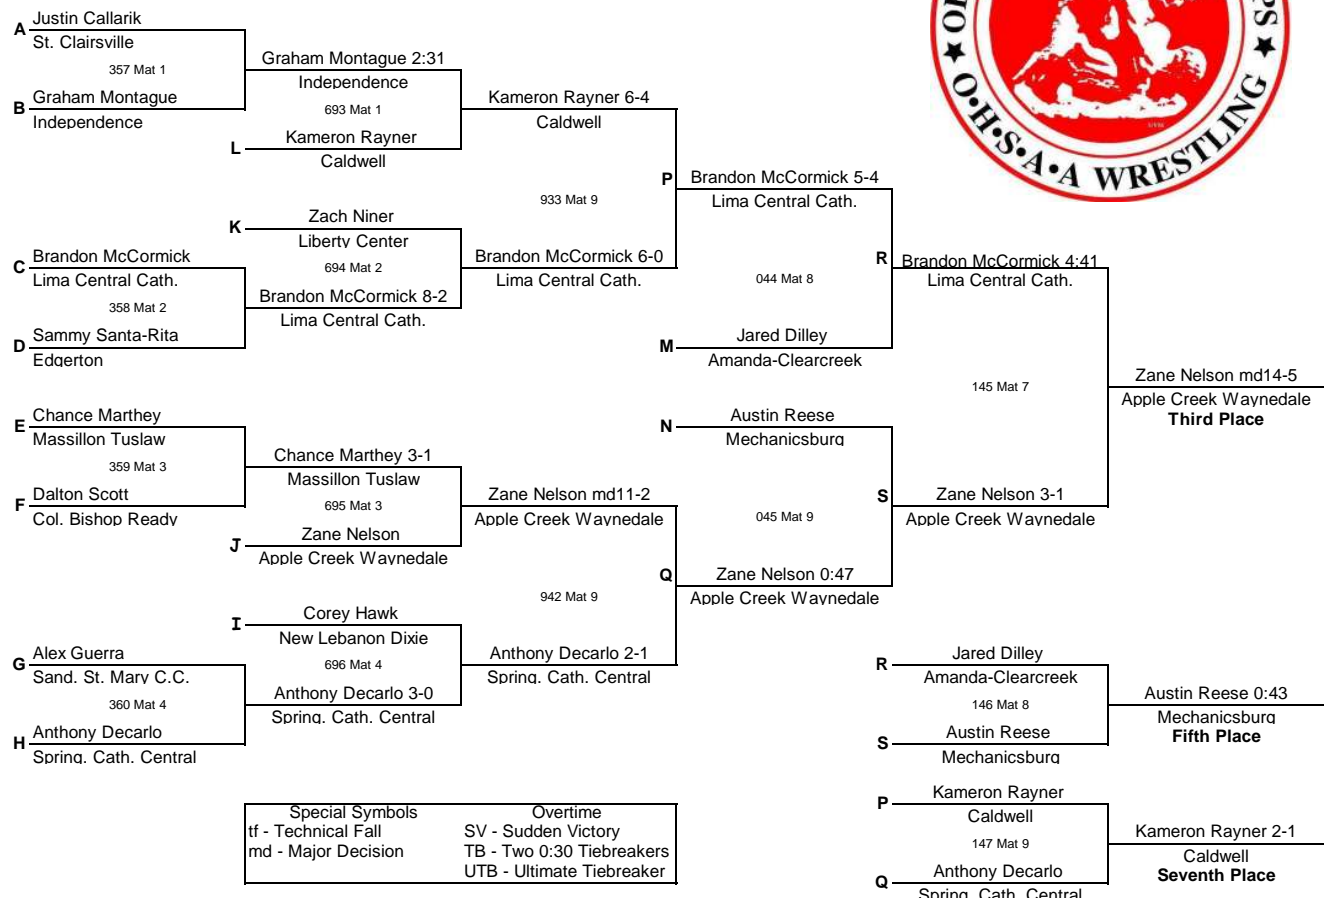 A Justin Callarik
St. Clairsville
357 Mat 1
B Graham Montague
Independence
Graham Montague 2:31
Independence
693 Mat 1
L Kameron Rayner
Caldwell
Kameron Rayner 6-4
Caldwell
933 Mat 9
K Zach Niner
Liberty Center
694 Mat 2
C Brandon McCormick
Lima Central Cath.
358 Mat 2
D Sammy Santa-Rita
Edgerton
Brandon McCormick 8-2
Lima Central Cath.
Brandon McCormick 6-0
Lima Central Cath.
P Brandon McCormick 5-4
Lima Central Cath.
044 Mat 8
M Jared Dilley
Amanda-Clearcreek
R Brandon McCormick 4:41
Lima Central Cath.
145 Mat 7
Zane Nelson md14-5
Apple Creek Waynedale
Third Place
E Chance Marthey
Massillon Tuslaw
359 Mat 3
F Dalton Scott
Col. Bishop Ready
Chance Marthey 3-1
Massillon Tuslaw
695 Mat 3
J Zane Nelson
Apple Creek Waynedale
Zane Nelson md11-2
Apple Creek Waynedale
942 Mat 9
I Corey Hawk
New Lebanon Dixie
696 Mat 4
G Alex Guerra
Sand. St. Mary C.C.
360 Mat 4
H Anthony Decarlo
Spring. Cath. Central
Anthony Decarlo 3-0
Spring. Cath. Central
Anthony Decarlo 2-1
Spring. Cath. Central
N Austin Reese
Mechanicsburg
045 Mat 9
Q Zane Nelson 0:47
Apple Creek Waynedale
S Zane Nelson 3-1
Apple Creek Waynedale
R Jared Dilley
Amanda-Clearcreek
146 Mat 8
S Austin Reese
Mechanicsburg
Austin Reese 0:43
Mechanicsburg
Fifth Place
P Kameron Rayner
Caldwell
147 Mat 9
Q Anthony Decarlo
Spring. Cath. Central
Kameron Rayner 2-1
Caldwell
Seventh Place
Special Symbols
tf - Technical Fall
md - Major Decision
Overtime
SV - Sudden Victory
TB - Two 0:30 Tiebreakers
UTB - Ultimate Tiebreaker
★ O•H•S•A•A WRESTLING ★